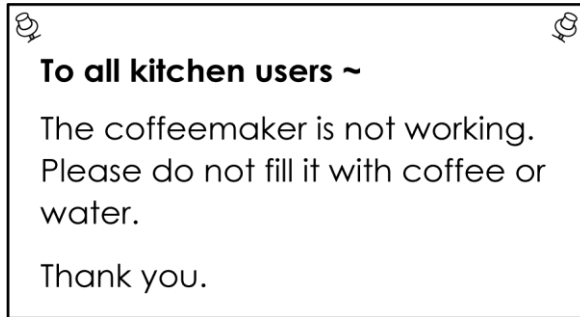 To all kitchen users ~
The coffeemaker is not working.
Please do not fill it with coffee or
water.
Thank you.